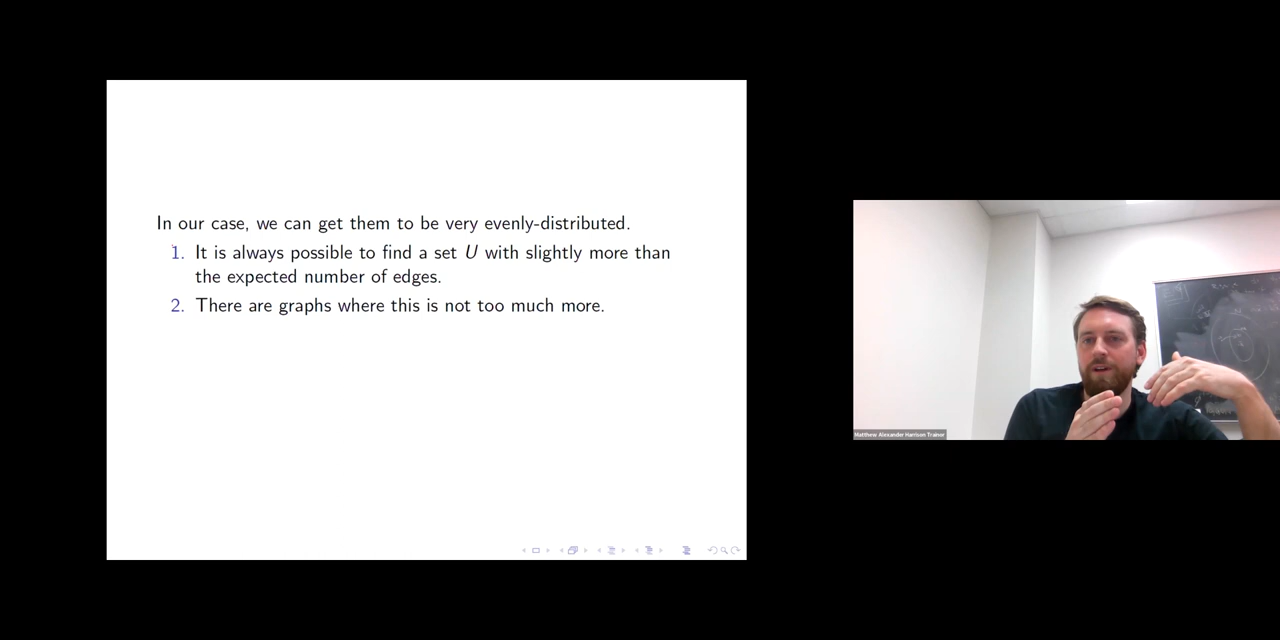 In our case, we can get them to be very evenly-distributed.
1. It is always possible to find a set U with slightly more than
the expected number of edges.
2. There are graphs where this is not too much more.
Matthew Alexander Harrison Trainor